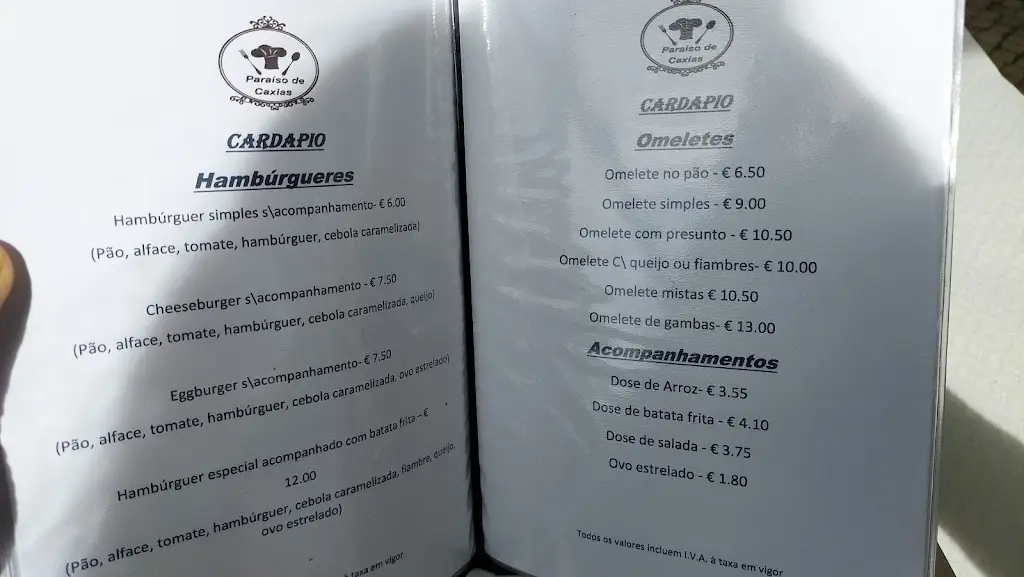 Paraíso de
Caxias
CARDAPIO
Hambúrgueres
Hambúrguer simples s\acompanhamento- € 6.00
(Pão, alface, tomate, hambúrguer, cebola caramelizada)
Cheeseburger s\acompanhamento - € 7.50
(Pão, alface, tomate, hambúrguer, cebola caramelizada, queijo)
Eggburger s\acompanhamento- € 7.50
(Pão, alface, tomate, hambúrguer, cebola caramelizada, ovo estrelado)
Hambúrguer especial acompanhado com batata frita – €
12.00
(Pão, alface, tomate, hambúrguer, cebola caramelizada, fiambre, queijo,
ovo estrelado)
à taxa em vigor
Paraíso de
Caxias
CARDAPIO
Omeletes
Omelete no pão - € 6.50
Omelete simples - € 9.00
Omelete com presunto - € 10.50
Omelete C\ queijo ou fiambres- € 10.00
Omelete mistas € 10.50
Omelete de gambas- € 13.00
Acompanhamentos
Dose de Arroz- € 3.55
Dose de batata frita - € 4.10
Dose de salada - € 3.75
Ovo estrelado - € 1.80
Todos os valores incluem I.V.A. à taxa em vigor